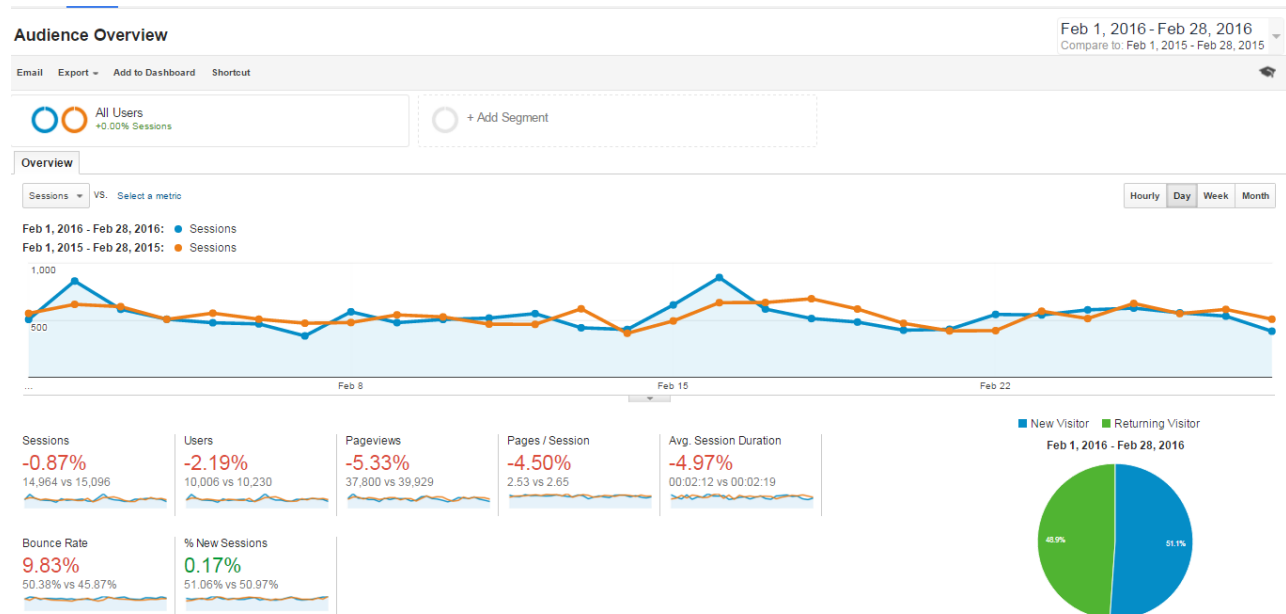 Audience Overview
Feb 1, 2016 - Feb 28, 2016
Compare to: Feb 1, 2015 - Feb 28, 2015
Email Export Add to Dashboard Shortcut
All Users
+0.00% Sessions
+ Add Segment
Overview
Sessions VS. Select a metric
Hourly Day Week Month
Feb 1, 2016 - Feb 28, 2016: Sessions
Feb 1, 2015 - Feb 28, 2015: Sessions
1,000
500
... Feb 8 Feb 15 Feb 22
New Visitor Returning Visitor
Feb 1, 2016 - Feb 28, 2016
Sessions Users Pageviews Pages / Session Avg. Session Duration
-0.87% -2.19% -5.33% -4.50% -4.97%
14,964 vs 15,096 10,006 vs 10,230 37,800 vs 39,929 2.53 vs 2.65 00:02:12 vs 00:02:19
Bounce Rate % New Sessions
9.83% 0.17%
50.38% vs 45.87% 51.06% vs 50.97%
48.9% 51.1%